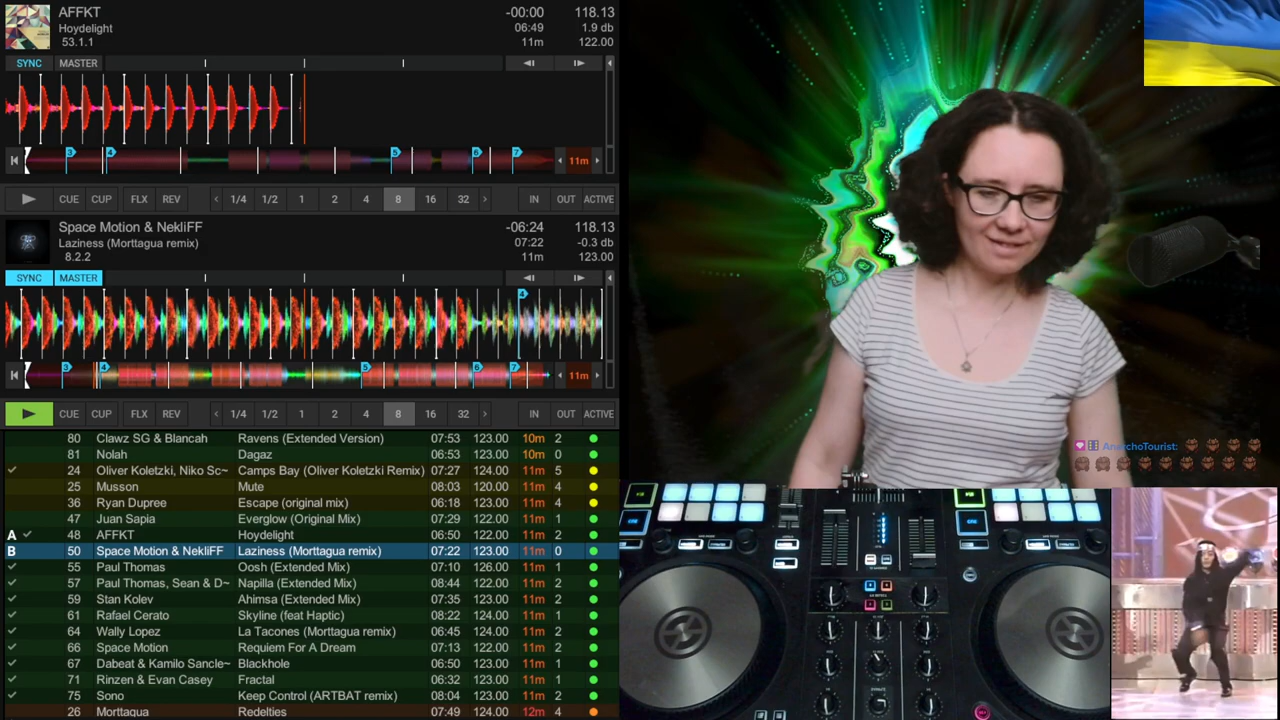 AFFKT -00:00 118.13
Hoydelight 06:49 1.9 db
53.1.1 11m 122.00
SYNC MASTER
3 4 5 6 7 11m
CUE CUP FLX REV 1/4 1/2 1 2 4 8 16 32 IN OUT ACTIVE
Space Motion & NekliFF -06:24 118.13
Laziness (Morttagua remix) 07:22 -0.3 db
8.2.2 11m 123.00
SYNC MASTER
4
3 4 5 6 7 11m
CUE CUP FLX REV 1/4 1/2 1 2 4 8 16 32 IN OUT ACTIVE
80 Clawz SG & Blancah Ravens (Extended Version) 07:53 123.00 10m 2
81 Nolah Dagaz 06:53 123.00 10m 0
24 Oliver Koletzki, Niko Sc~ Camps Bay (Oliver Koletzki Remix) 07:27 124.00 11m 5
25 Musson Mute 08:03 120.00 11m 4
36 Ryan Dupree Escape (original mix) 06:18 123.00 11m 4
47 Juan Sapia Everglow (Original Mix) 07:29 122.00 11m 1
A 48 AFFKT Hoydelight 06:50 122.00 11m 2
B 50 Space Motion & NekliFF Laziness (Morttagua remix) 07:22 123.00 11m 0
55 Paul Thomas Oosh (Extended Mix) 07:10 126.00 11m 1
57 Paul Thomas, Sean & D~ Napilla (Extended Mix) 08:44 122.00 11m 2
59 Stan Kolev Ahimsa (Extended Mix) 07:35 122.00 11m 2
61 Rafael Cerato Skyline (feat Haptic) 08:22 124.00 11m 1
64 Wally Lopez La Tacones (Morttagua remix) 06:45 124.00 11m 2
66 Space Motion Requiem For A Dream 07:13 122.00 11m 2
67 Dabeat & Kamilo Sancle~ Blackhole 06:50 123.00 11m 1
71 Rinzen & Evan Casey Fractal 06:32 123.00 11m 1
75 Sono Keep Control (ARTBAT remix) 08:04 123.00 11m 2
26 Morttagua Redelties 07:49 124.00 12m 4
AnarchoTourist: